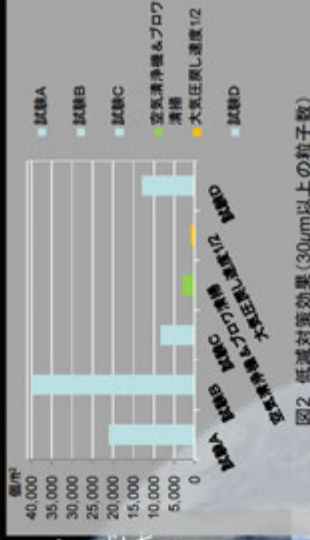 個/m²
40,000
35,000
30,000
25,000
20,000
15,000
10,000
5,000
0
試験A
試験B
試験C
空気清浄機&ブロワ清掃
大気圧戻し速度1/2
試験D
試験A
試験B
試験C
空気清浄機&ブロワ
清掃
大気圧戻し速度1/2
試験D
図2 低減対策効果(30μm以上の粒子数)